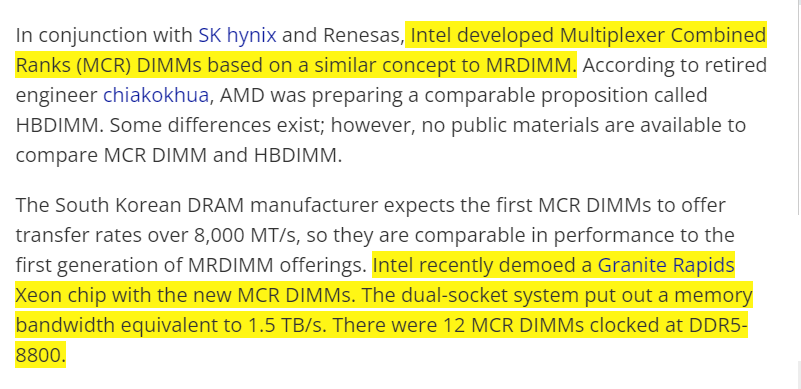 In conjunction with SK hynix and Renesas, Intel developed Multiplexer Combined
Ranks (MCR) DIMMs based on a similar concept to MRDIMM. According to retired
engineer chiakokhua, AMD was preparing a comparable proposition called
HBDIMM. Some differences exist; however, no public materials are available to
compare MCR DIMM and HBDIMM.
The South Korean DRAM manufacturer expects the first MCR DIMMs to offer
transfer rates over 8,000 MT/s, so they are comparable in performance to the
first generation of MRDIMM offerings. Intel recently demoed a Granite Rapids
Xeon chip with the new MCR DIMMs. The dual-socket system put out a memory
bandwidth equivalent to 1.5 TB/s. There were 12 MCR DIMMs clocked at DDR5-
8800.